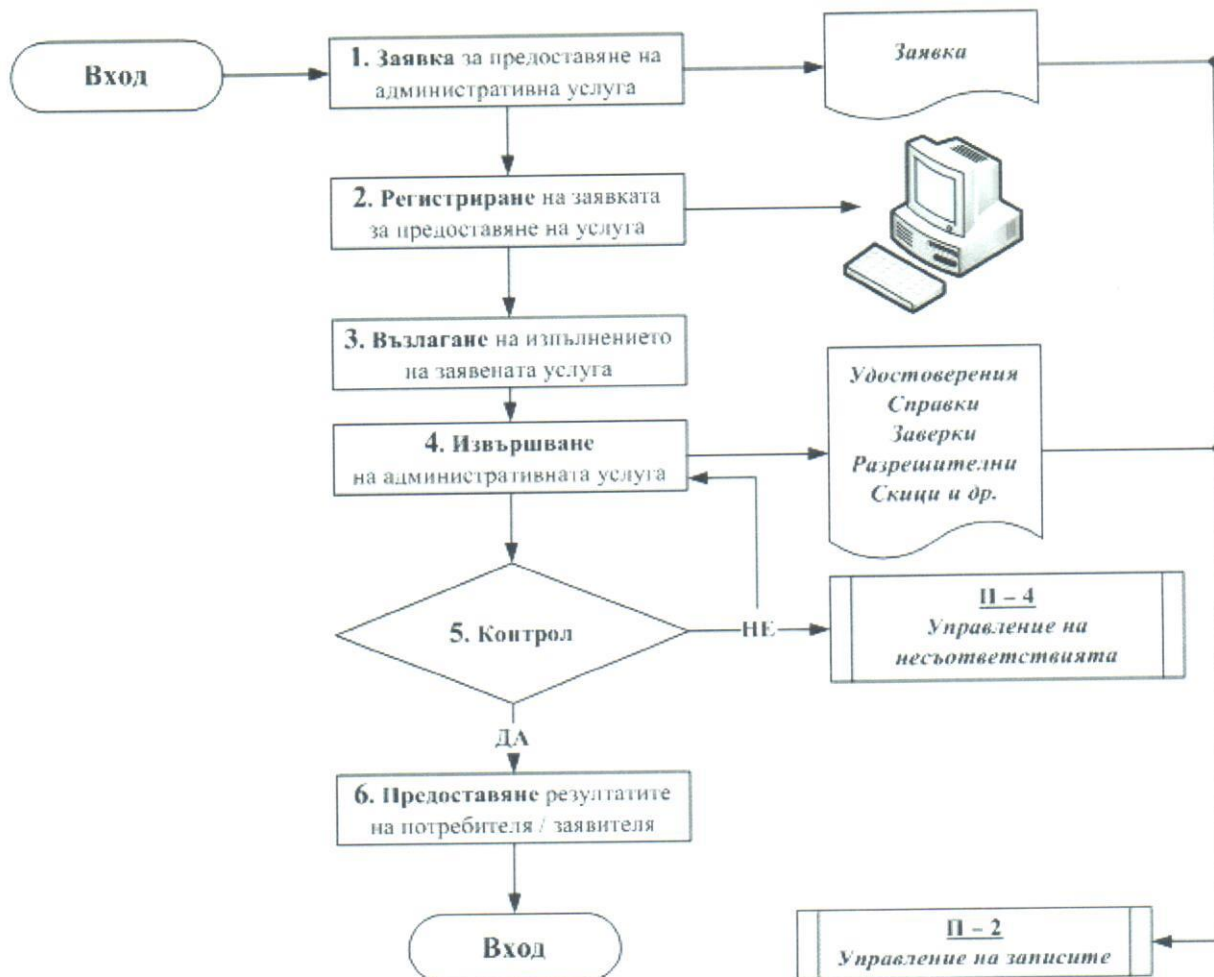 Вход
1. Заявка за предоставяне на
административна услуга
Заявка
2. Регистриране на заявката
за предоставяне на услуга
3. Възлагане на изпълнението
на заявената услуга
4. Извършване
на административната услуга
Удостоверения
Справки
Заверки
Разрешителни
Скици и др.
5. Контрол
НЕ
П – 4
Управление на
несъответствията
ДА
6. Предоставяне резултатите
на потребителя / заявителя
Вход
П – 2
Управление на записите